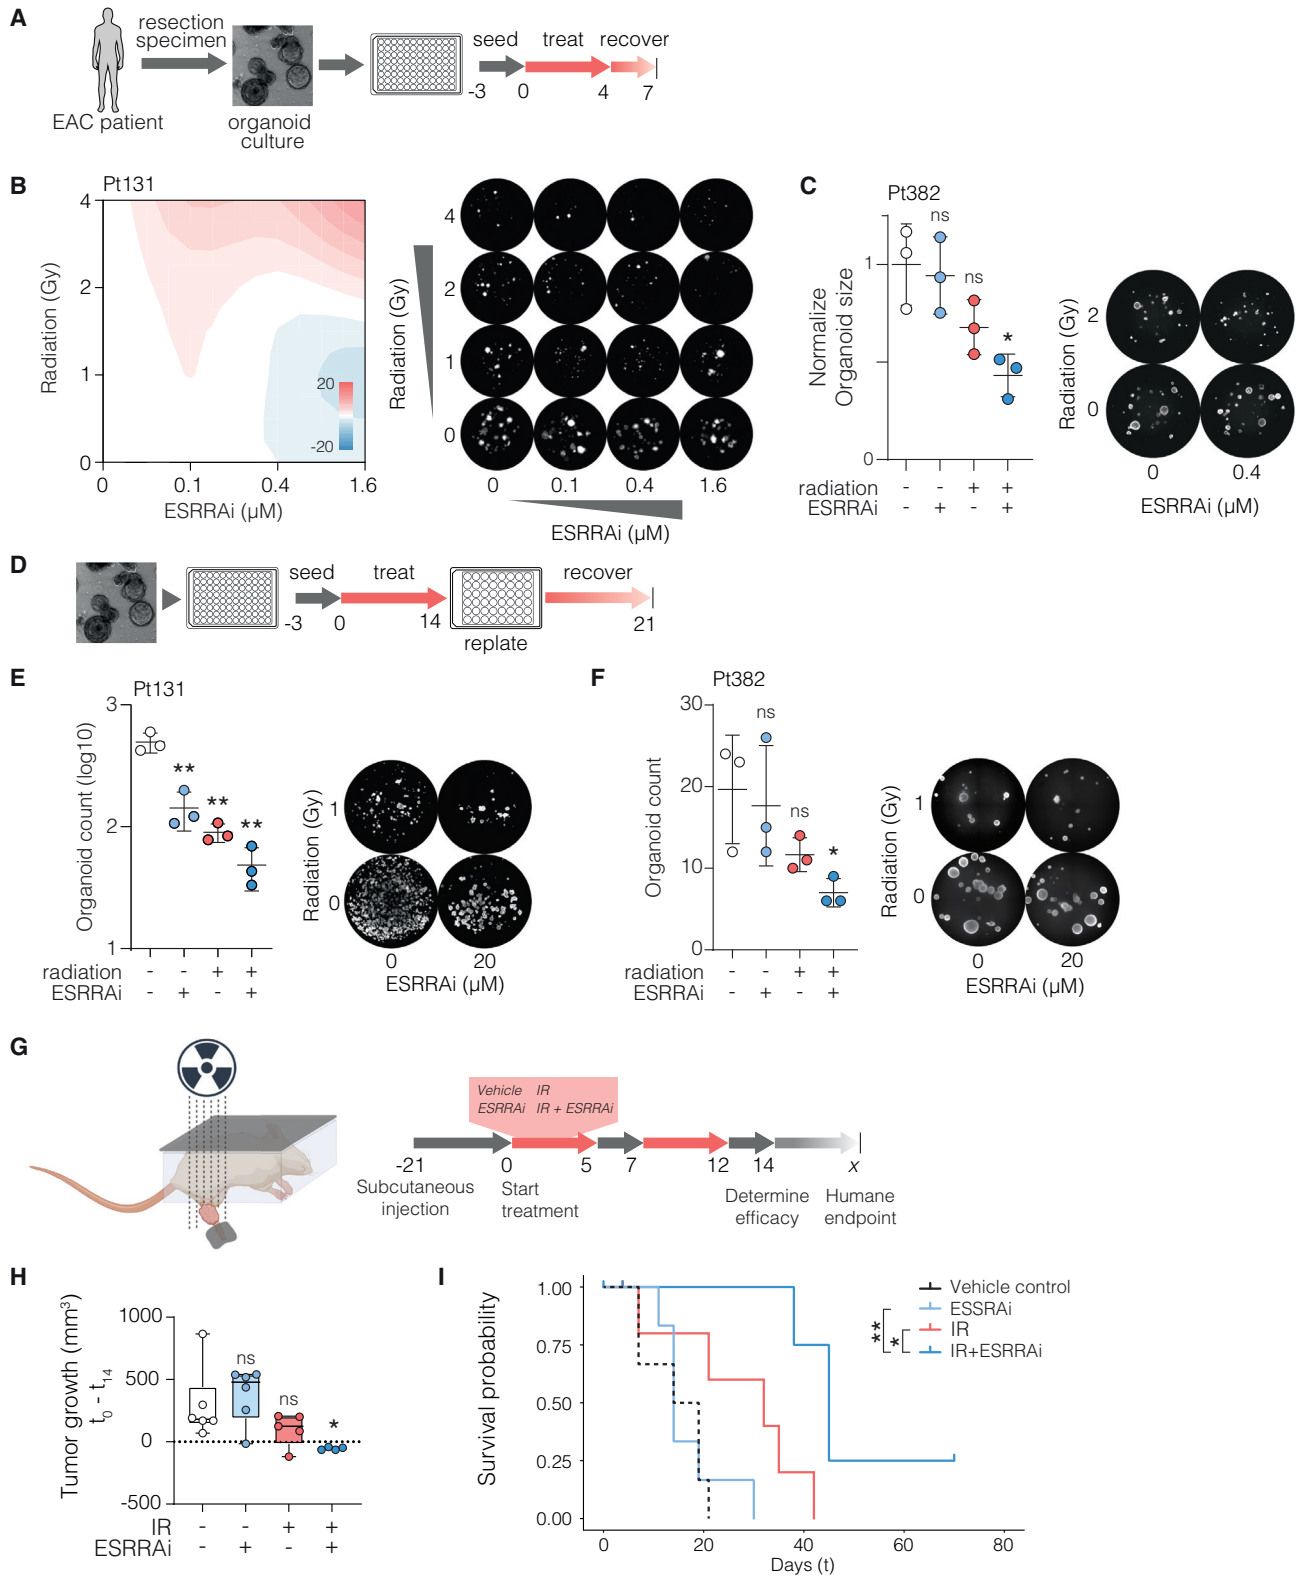 A
resection
specimen
EAC patient
organoid
culture
seed
treat
recover
-3
0
4
7
B
Pt131
Radiation (Gy)
4
2
1
0
20
-20
0
0.1
0.4
1.6
ESRRAi (µM)
Radiation (Gy)
4
2
1
0
0
0.1
0.4
1.6
ESRRAi (µM)
C
Pt382
Normalize
Organoid size
1
0
ns
ns
*
radiation - - + +
ESRRAi - + - +
Radiation (Gy)
2
0
0
0.4
ESRRAi (µM)
D
seed
treat
recover
-3
0
14
replate
21
E
Pt131
Organoid count (log10)
3
2
1
**
**
**
radiation - - + +
ESRRAi - + - +
Radiation (Gy)
1
0
0
20
ESRRAi (µM)
F
Pt382
Organoid count
30
20
10
0
ns
ns
*
radiation - - + +
ESRRAi - + - +
Radiation (Gy)
1
0
0
20
ESRRAi (µM)
G
Vehicle IR
ESRRAi IR + ESRRAi
-21
0
5
7
12
14
x
Subcutaneous
injection
Start
treatment
Determine
efficacy
Humane
endpoint
H
Tumor growth (mm³)
t0 - t14
1000
500
0
-500
ns
ns
*
IR - - + +
ESRRAi - + - +
I
Survival probability
1.00
0.75
0.50
0.25
0.00
0
20
40
60
80
Days (t)
Vehicle control
ESSRAi
IR
IR+ESRRAi
**
*